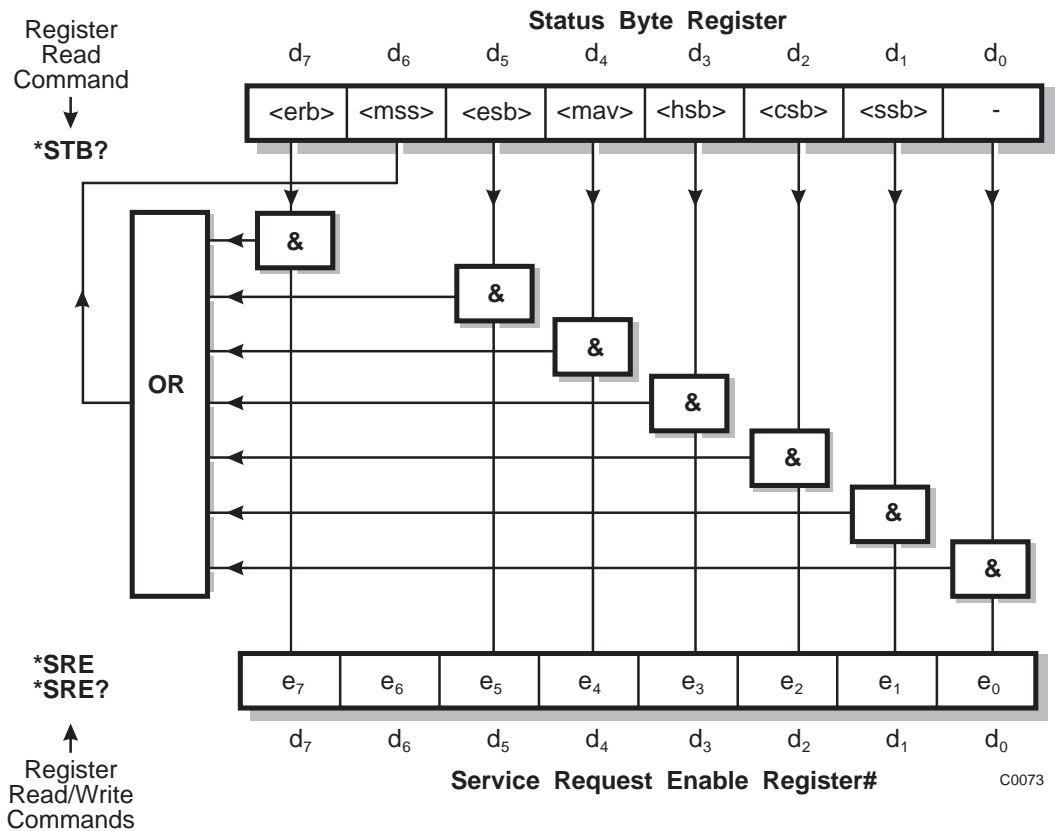 Status Byte Register
Register
Read
Command
d₇ d₆ d₅ d₄ d₃ d₂ d₁ d₀
<erb> <mss> <esb> <mav> <hsb> <csb> <ssb> -
*STB?
&
&
&
&
OR
&
&
&
&
*SRE
*SRE?
e₇ e₆ e₅ e₄ e₃ e₂ e₁ e₀
d₇ d₆ d₅ d₄ d₃ d₂ d₁ d₀
Register
Read/Write
Commands
Service Request Enable Register#
C0073